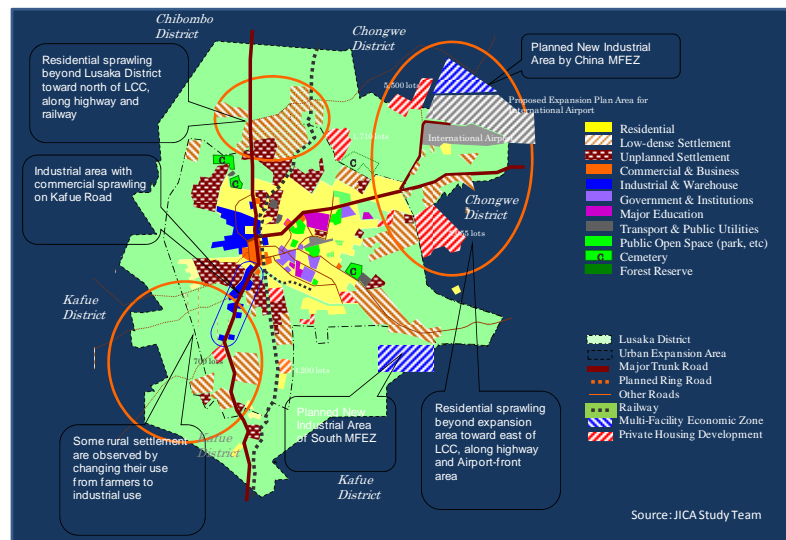 Chibombo
District
Chongwe
District
Residential sprawling
beyond Lusaka District
toward north of LCC,
along highway and
railway
Planned New Industrial
Area by China MFEZ
5,500 lots
Proposed Expansion Plan Area for
International Airport
International Airport
1,710 lots
C
C
C
Industrial area with
commercial sprawling
on Kafue Road
Chongwe
District
lots
Residential
Low-dense Settlement
Unplanned Settlement
Commercial & Business
Industrial & Warehouse
Government & Institutions
Major Education
Transport & Public Utilities
Public Open Space (park, etc)
C
Cemetery
Forest Reserve
Kafue
District
700 lots
lots
Lusaka District
Urban Expansion Area
Major Trunk Road
Planned Ring Road
Other Roads
Railway
Multi-Facility Economic Zone
Private Housing Development
Planned New
Industrial Area
of South MFEZ
Residential sprawling
beyond expansion
area toward east of
LCC, along highway
and Airport-front
area
Some rural settlement
are observed by
changing their use
from farmers to
industrial use
Kafue
District
Kafue
District
Source: JICA Study Team